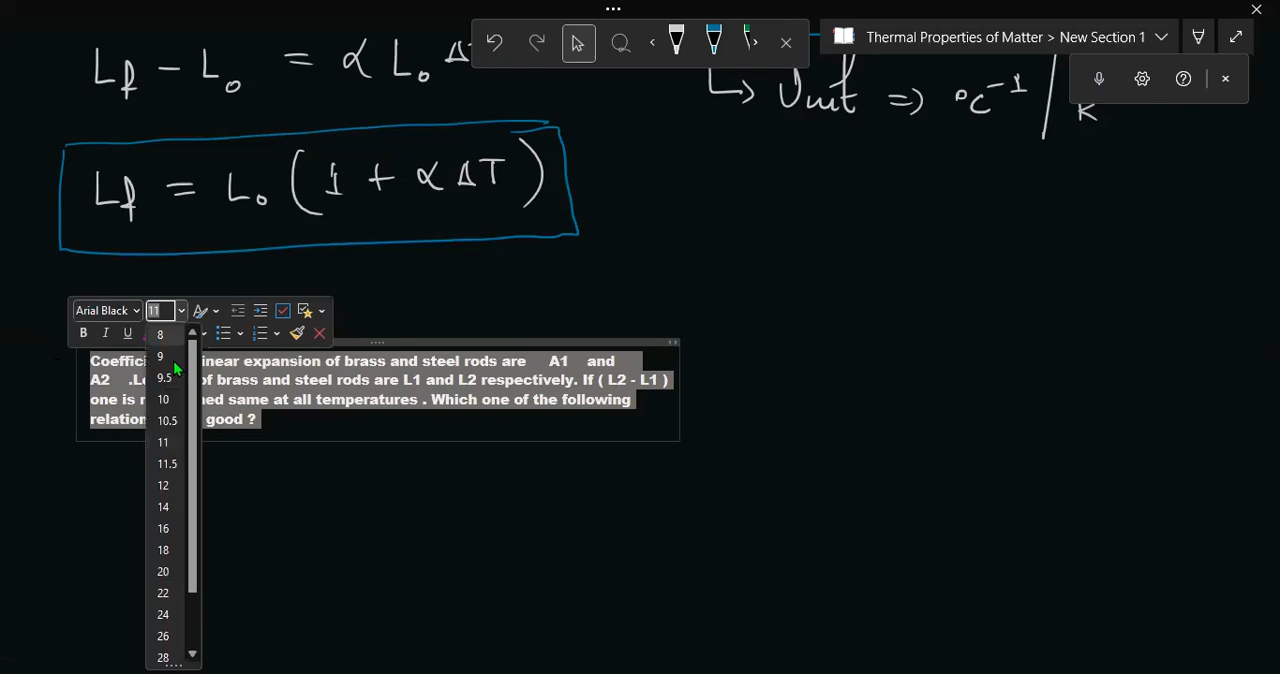 Thermal Properties of Matter > New Section 1
Lf - L₀ = α L₀ Δ
↳ Unit => °C⁻¹ / K
Lf = L₀ ( 1 + α ΔT )
Arial Black 11
B I U
8
9
9.5
10
10.5
11
11.5
12
14
16
18
20
22
24
26
28
Coeffici inear expansion of brass and steel rods are A1 and
A2 .Le of brass and steel rods are L1 and L2 respectively. If ( L2 - L1 )
one is m ned same at all temperatures . Which one of the following
relation good ?